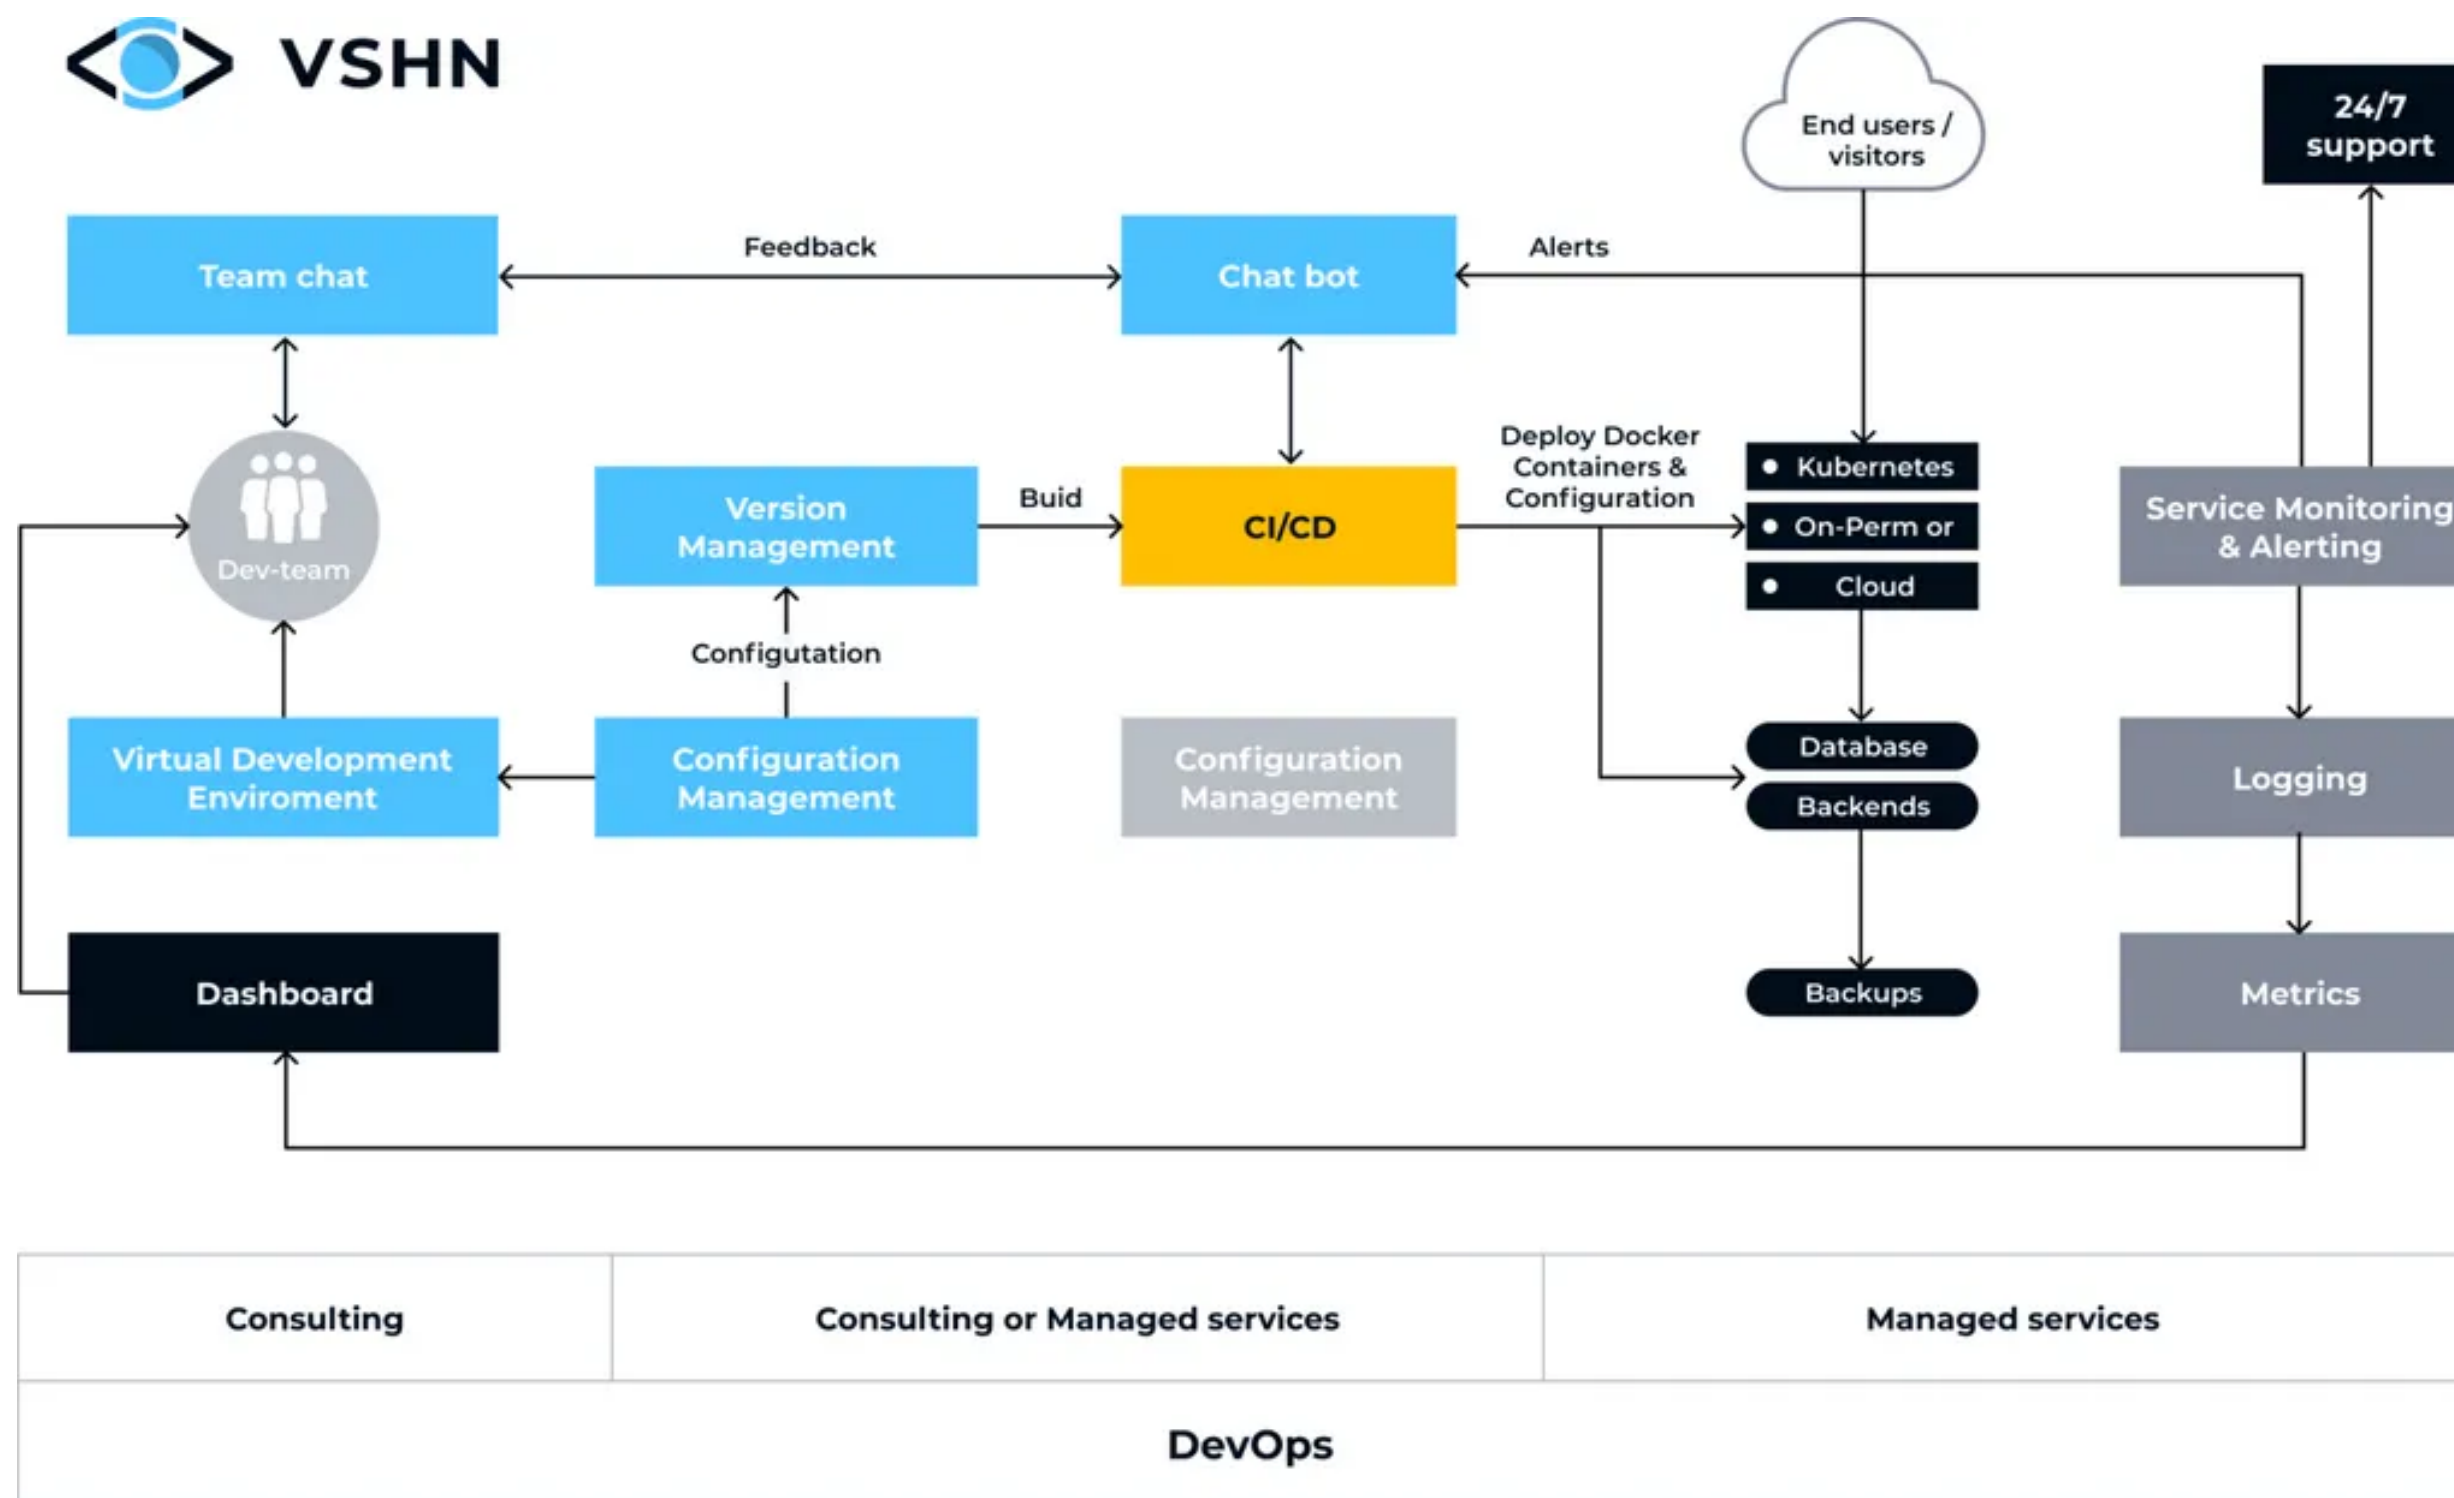 VSHN
End users /
visitors
24/7
support
Team chat
Feedback
Chat bot
Alerts
Dev-team
Version
Management
Buid
CI/CD
Deploy Docker
Containers &
Configuration
Kubernetes
On-Perm or
Cloud
Service Monitoring
& Alerting
Configutation
Virtual Development
Enviroment
Configuration
Management
Configuration
Management
Database
Backends
Logging
Dashboard
Backups
Metrics
Consulting
Consulting or Managed services
Managed services
DevOps